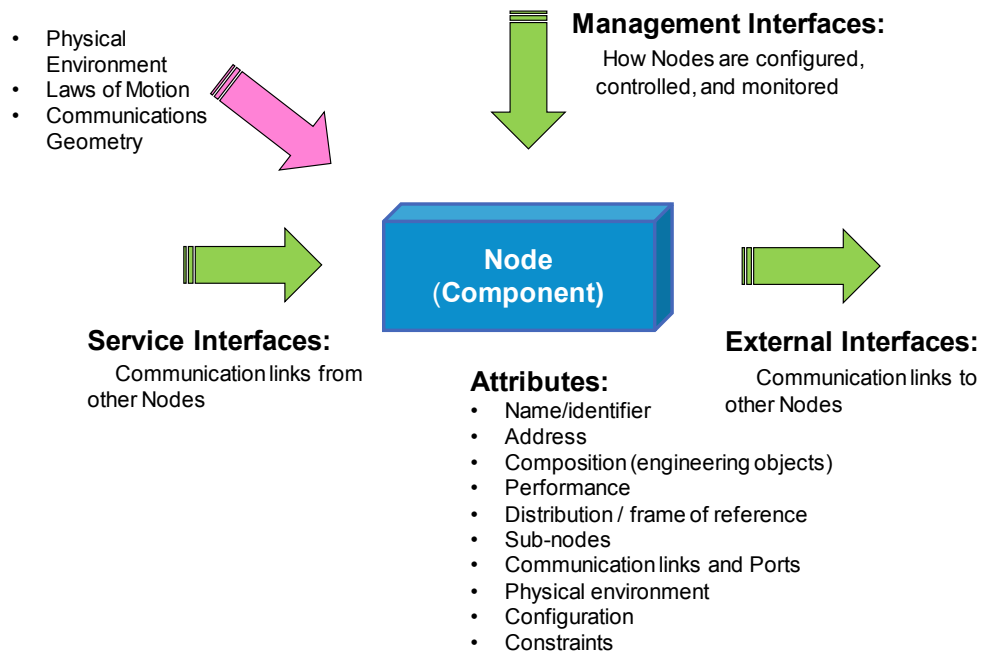 • Physical
Environment
• Laws of Motion
• Communications
Geometry
Management Interfaces:
How Nodes are configured,
controlled, and monitored
Node
(Component)
Service Interfaces:
Communication links from
other Nodes
External Interfaces:
Communication links to
other Nodes
Attributes:
• Name/identifier
• Address
• Composition (engineering objects)
• Performance
• Distribution / frame of reference
• Sub-nodes
• Communication links and Ports
• Physical environment
• Configuration
• Constraints